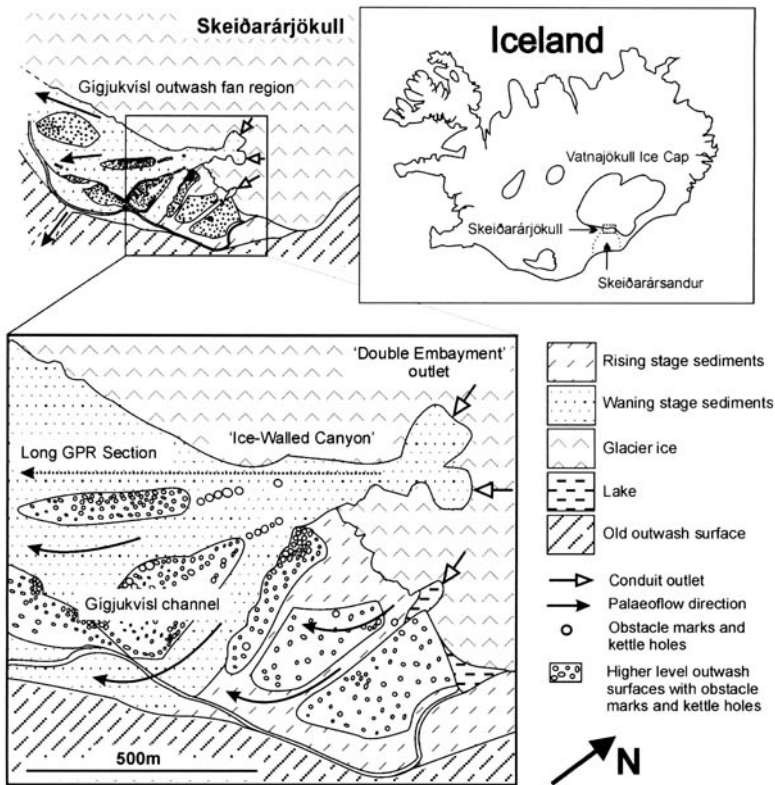 Skeiðarárjökull
Gígjukvísl outwash fan region
Iceland
Vatnajökull Ice Cap
Skeiðarárjökull
Skeiðarársandur
'Double Embayment'
outlet
'Ice-Walled Canyon'
Long GPR Section
Gígjukvísl channel
500m
Rising stage sediments
Waning stage sediments
Glacier ice
Lake
Old outwash surface
Conduit outlet
Palaeoflow direction
Obstacle marks and
kettle holes
Higher level outwash
surfaces with obstacle
marks and kettle holes
N